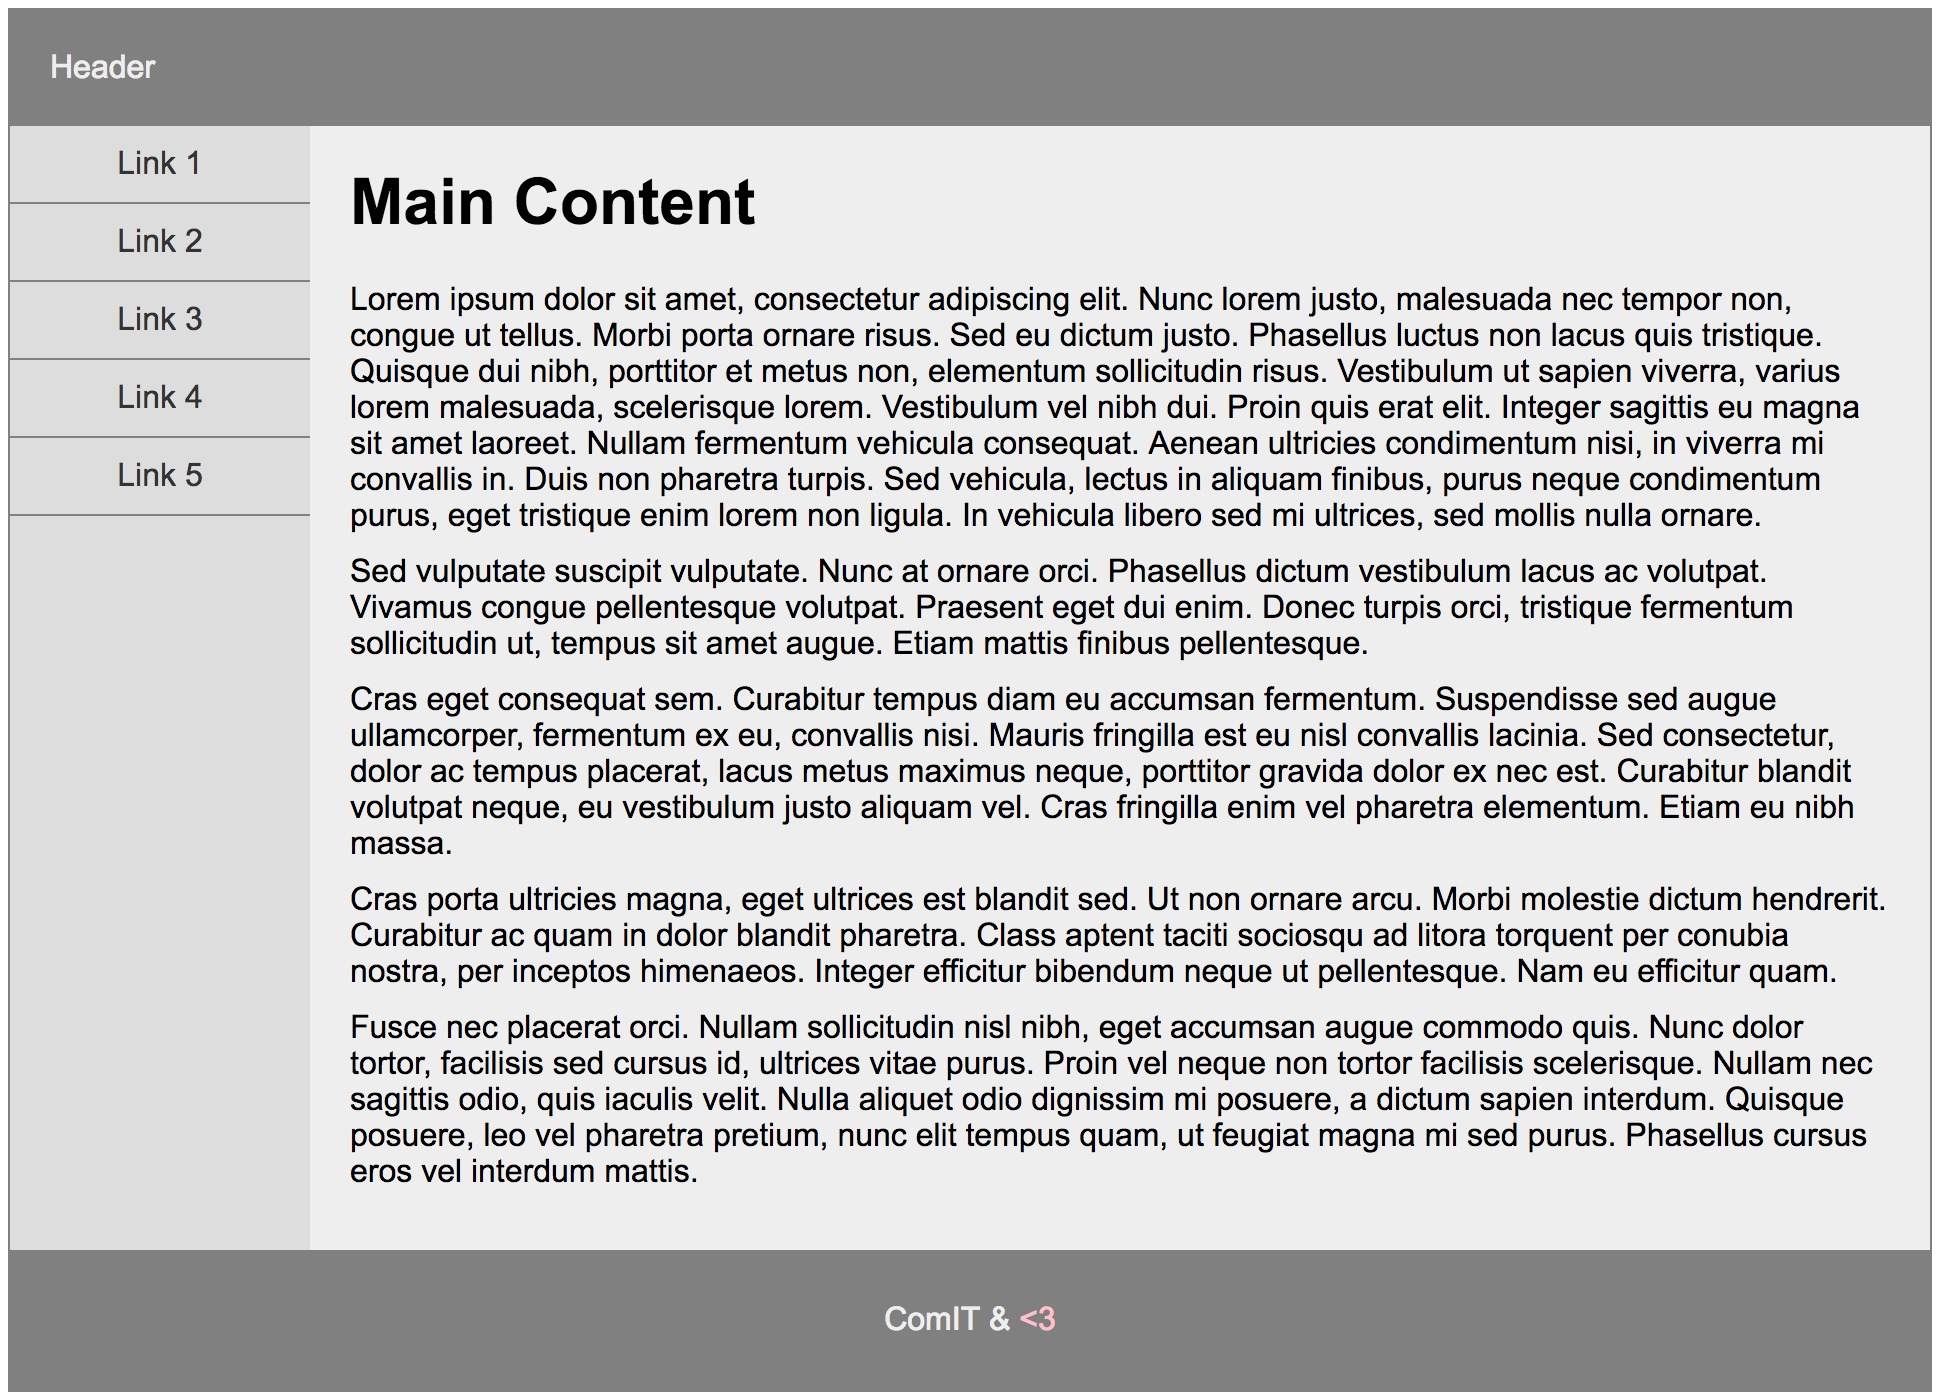 Header
Link 1
Link 2
Link 3
Link 4
Link 5
Main Content
Lorem ipsum dolor sit amet, consectetur adipiscing elit. Nunc lorem justo, malesuada nec tempor non,
congue ut tellus. Morbi porta ornare risus. Sed eu dictum justo. Phasellus luctus non lacus quis tristique.
Quisque dui nibh, porttitor et metus non, elementum sollicitudin risus. Vestibulum ut sapien viverra, varius
lorem malesuada, scelerisque lorem. Vestibulum vel nibh dui. Proin quis erat elit. Integer sagittis eu magna
sit amet laoreet. Nullam fermentum vehicula consequat. Aenean ultricies condimentum nisi, in viverra mi
convallis in. Duis non pharetra turpis. Sed vehicula, lectus in aliquam finibus, purus neque condimentum
purus, eget tristique enim lorem non ligula. In vehicula libero sed mi ultrices, sed mollis nulla ornare.
Sed vulputate suscipit vulputate. Nunc at ornare orci. Phasellus dictum vestibulum lacus ac volutpat.
Vivamus congue pellentesque volutpat. Praesent eget dui enim. Donec turpis orci, tristique fermentum
sollicitudin ut, tempus sit amet augue. Etiam mattis finibus pellentesque.
Cras eget consequat sem. Curabitur tempus diam eu accumsan fermentum. Suspendisse sed augue
ullamcorper, fermentum ex eu, convallis nisi. Mauris fringilla est eu nisl convallis lacinia. Sed consectetur,
dolor ac tempus placerat, lacus metus maximus neque, porttitor gravida dolor ex nec est. Curabitur blandit
volutpat neque, eu vestibulum justo aliquam vel. Cras fringilla enim vel pharetra elementum. Etiam eu nibh
massa.
Cras porta ultricies magna, eget ultrices est blandit sed. Ut non ornare arcu. Morbi molestie dictum hendrerit.
Curabitur ac quam in dolor blandit pharetra. Class aptent taciti sociosqu ad litora torquent per conubia
nostra, per inceptos himenaeos. Integer efficitur bibendum neque ut pellentesque. Nam eu efficitur quam.
Fusce nec placerat orci. Nullam sollicitudin nisl nibh, eget accumsan augue commodo quis. Nunc dolor
tortor, facilisis sed cursus id, ultrices vitae purus. Proin vel neque non tortor facilisis scelerisque. Nullam nec
sagittis odio, quis iaculis velit. Nulla aliquet odio dignissim mi posuere, a dictum sapien interdum. Quisque
posuere, leo vel pharetra pretium, nunc elit tempus quam, ut feugiat magna mi sed purus. Phasellus cursus
eros vel interdum mattis.
ComIT & <3